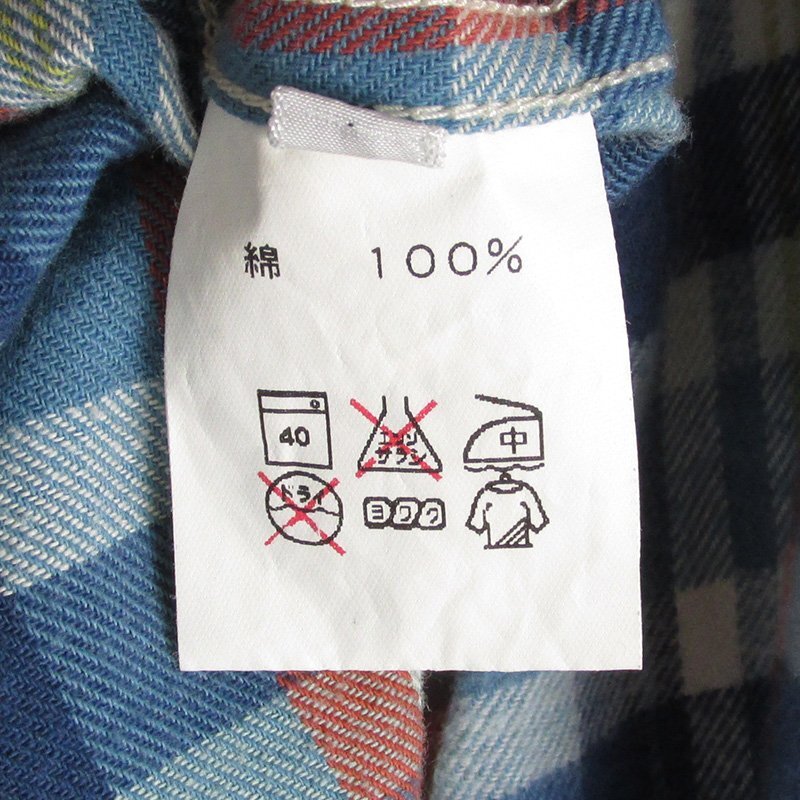 綿 100%
40 エンソ サラシ 中
ドライ ヨワク